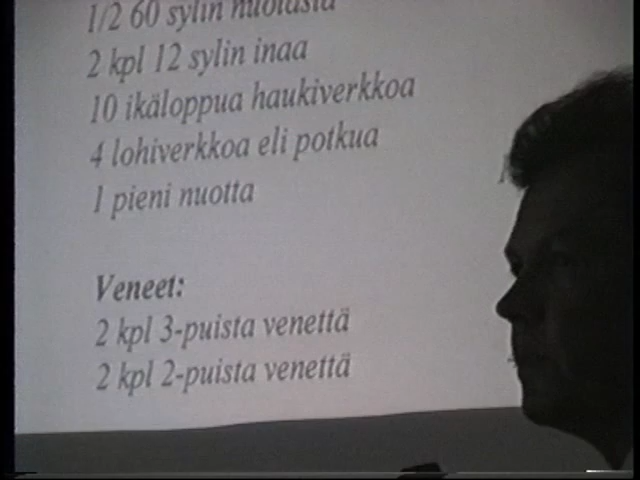 1/2 60 sylin nuotasta
2 kpl 12 sylin inaa
10 ikäloppua haukiverkkoa
4 lohiverkkoa eli potkua
1 pieni nuotta
Veneet:
2 kpl 3-puista venettä
2 kpl 2-puista venettä